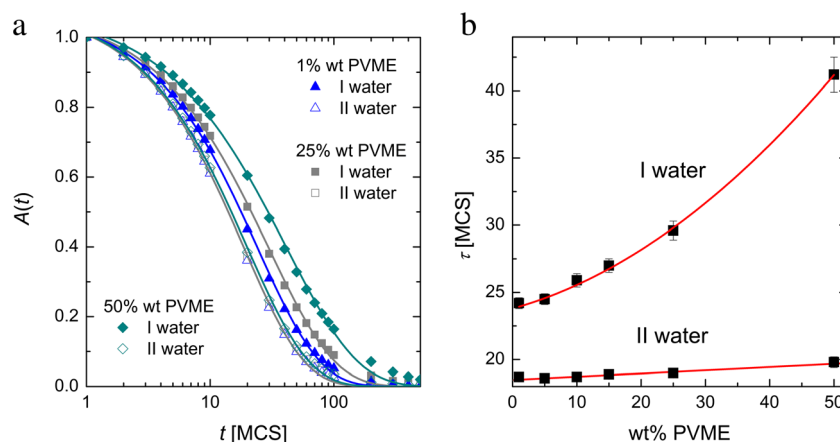 a
1.0
0.8
0.6
0.4
0.2
0.0
A(t)
1% wt PVME
I water
II water
25% wt PVME
I water
II water
50% wt PVME
I water
II water
1
10
100
t [MCS]
b
45
40
35
30
25
20
τ [MCS]
I water
II water
0
10
20
30
40
50
wt% PVME